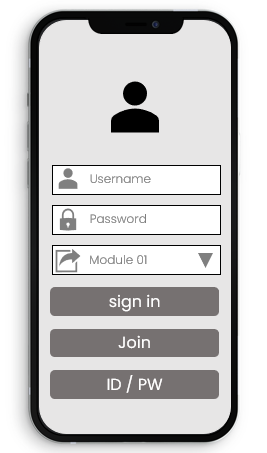 Username
Password
Module 01
sign in
Join
ID / PW